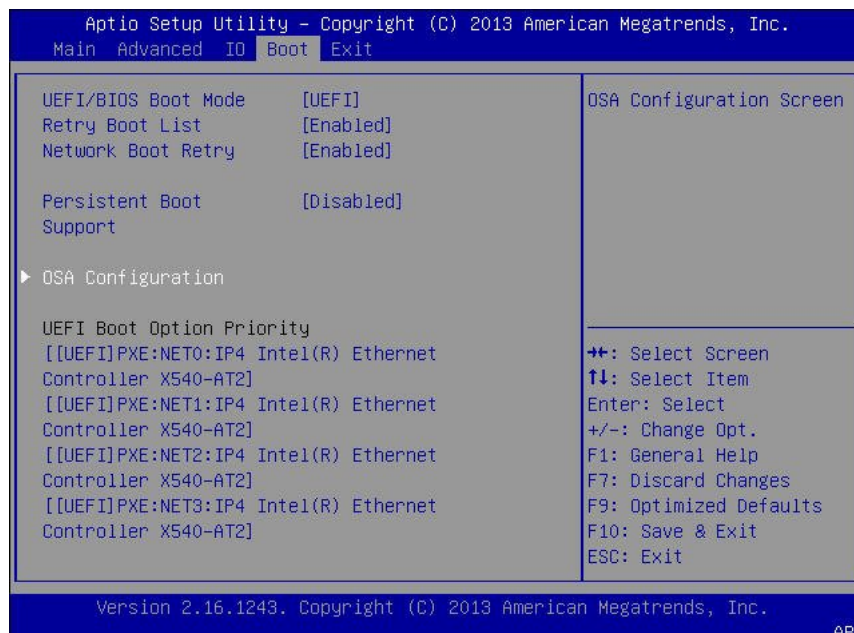 Aptio Setup Utility – Copyright (C) 2013 American Megatrends, Inc.
Main Advanced IO Boot Exit
UEFI/BIOS Boot Mode [UEFI]
Retry Boot List [Enabled]
Network Boot Retry [Enabled]
Persistent Boot [Disabled]
Support
OSA Configuration
UEFI Boot Option Priority
[[UEFI]PXE:NET0:IP4 Intel(R) Ethernet
Controller X540-AT2]
[[UEFI]PXE:NET1:IP4 Intel(R) Ethernet
Controller X540-AT2]
[[UEFI]PXE:NET2:IP4 Intel(R) Ethernet
Controller X540-AT2]
[[UEFI]PXE:NET3:IP4 Intel(R) Ethernet
Controller X540-AT2]
OSA Configuration Screen
→←: Select Screen
↑↓: Select Item
Enter: Select
+/-: Change Opt.
F1: General Help
F7: Discard Changes
F9: Optimized Defaults
F10: Save & Exit
ESC: Exit
Version 2.16.1243. Copyright (C) 2013 American Megatrends, Inc.